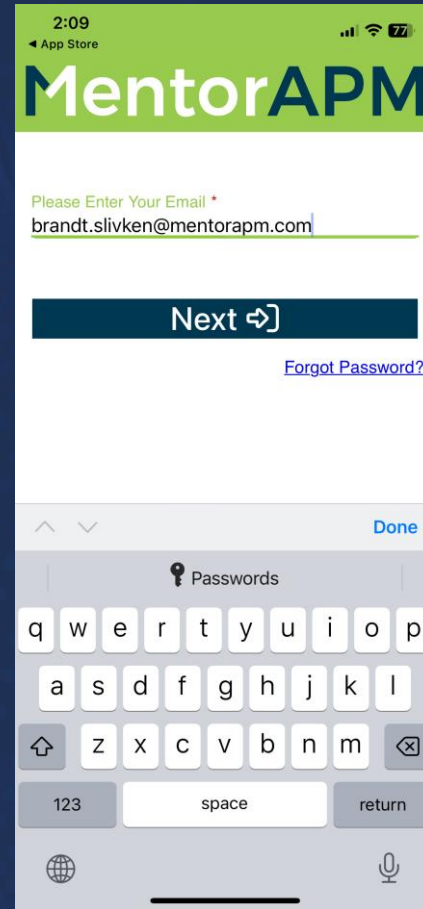 2:09
77
◀ App Store
MentorAPM
Please Enter Your Email *
brandt.slivken@mentorapm.com
Next
Forgot Password?
Done
Passwords
q w e r t y u i o p
a s d f g h j k l
z x c v b n m
123 space return